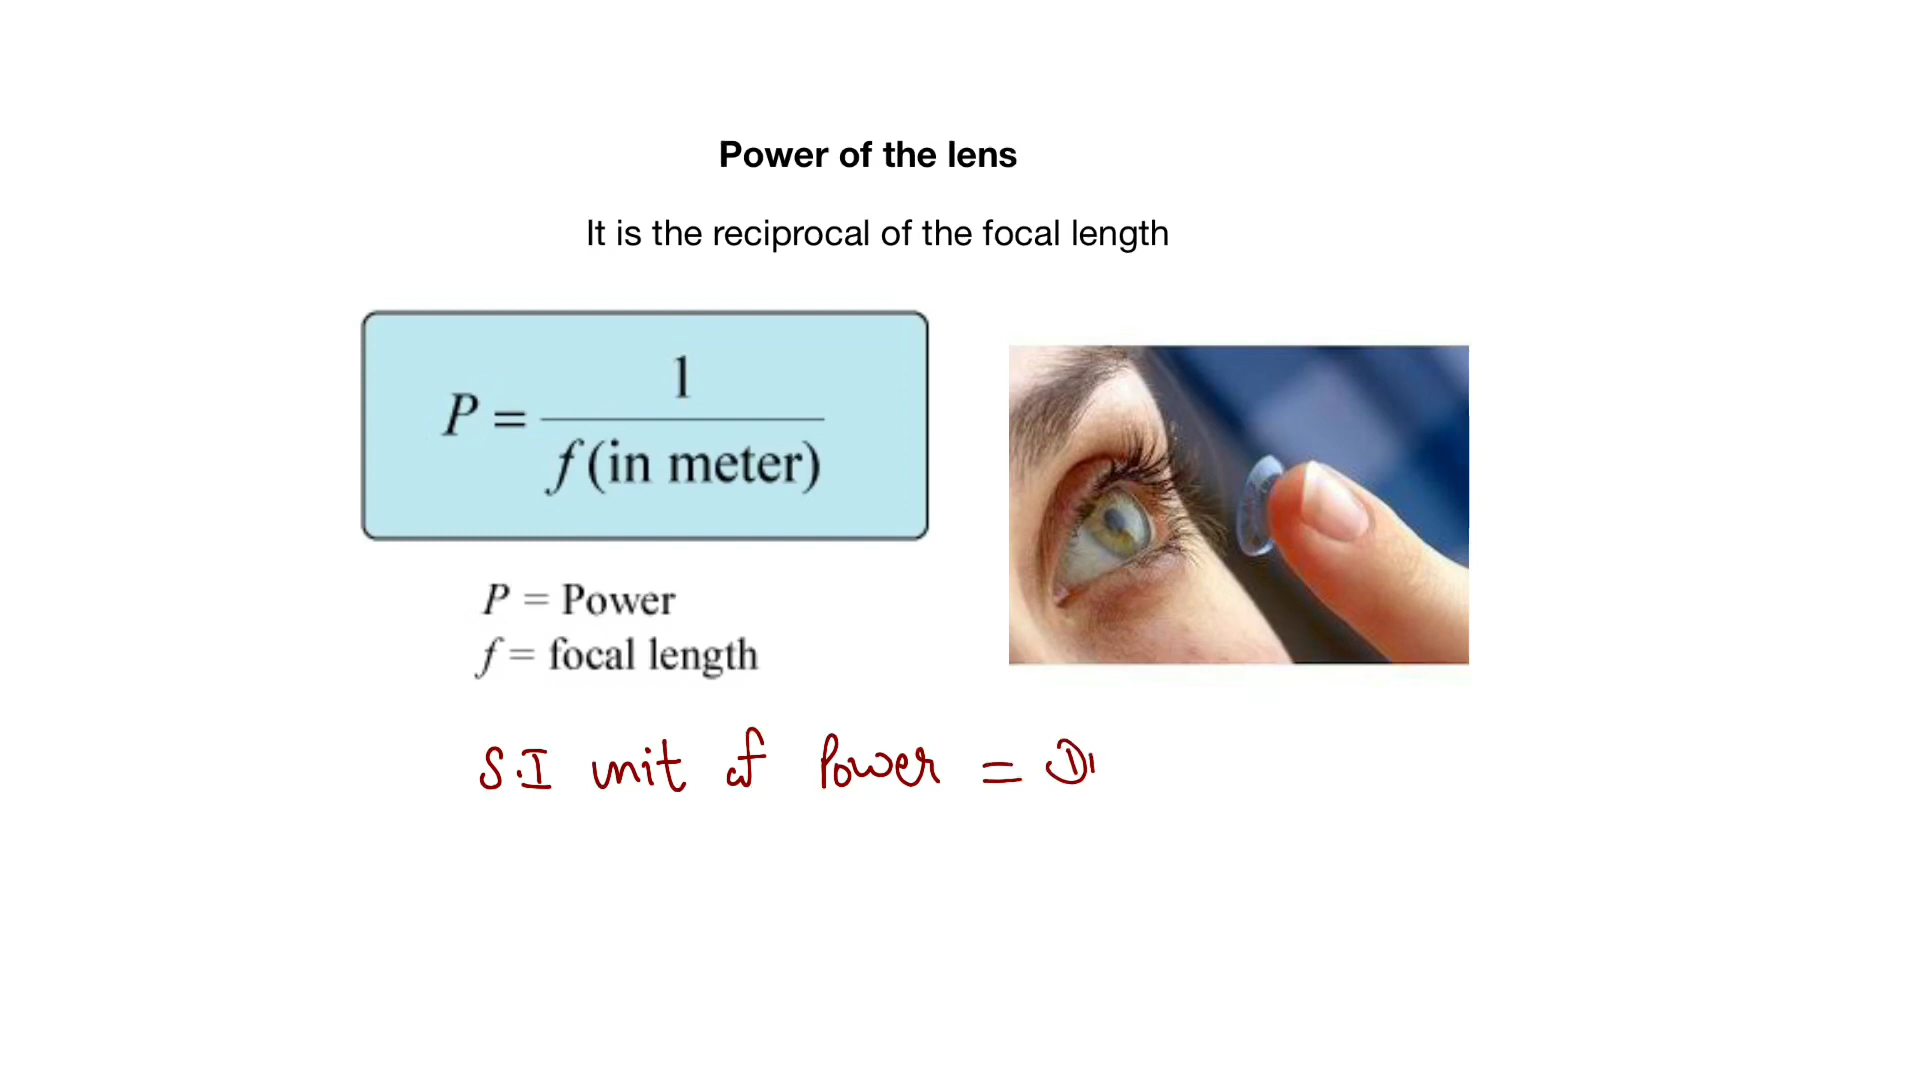 Power of the lens
It is the reciprocal of the focal length
P = 1 / f (in meter)
P = Power
f = focal length
S.I unit of Power = Di